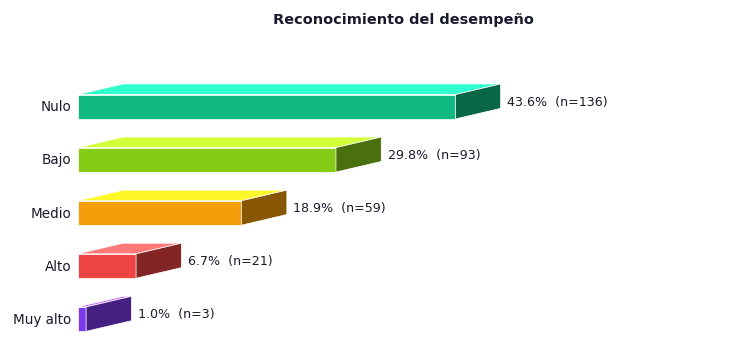 Reconocimiento del desempeño
Nulo 43.6% (n=136)
Bajo 29.8% (n=93)
Medio 18.9% (n=59)
Alto 6.7% (n=21)
Muy alto 1.0% (n=3)